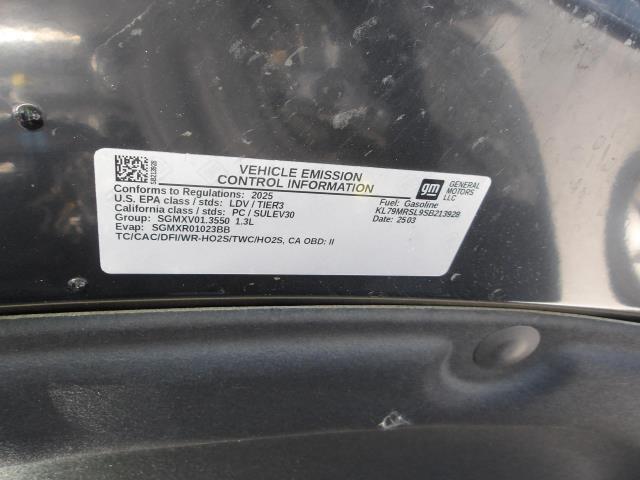 VEHICLE EMISSION
CONTROL INFORMATION
gm GENERAL
MOTORS
LLC
Conforms to Regulations: 2025
U.S. EPA class / stds: LDV / TIER3
California class / stds: PC / SULEV30
Group: SGMXV01.3550 1.3L
Evap: SGMXR01023BB
TC/CAC/DFI/WR-HO2S/TWC/HO2S, CA OBD: II
Fuel: Gasoline
KL79MRSL9SB213928
Date: 2503